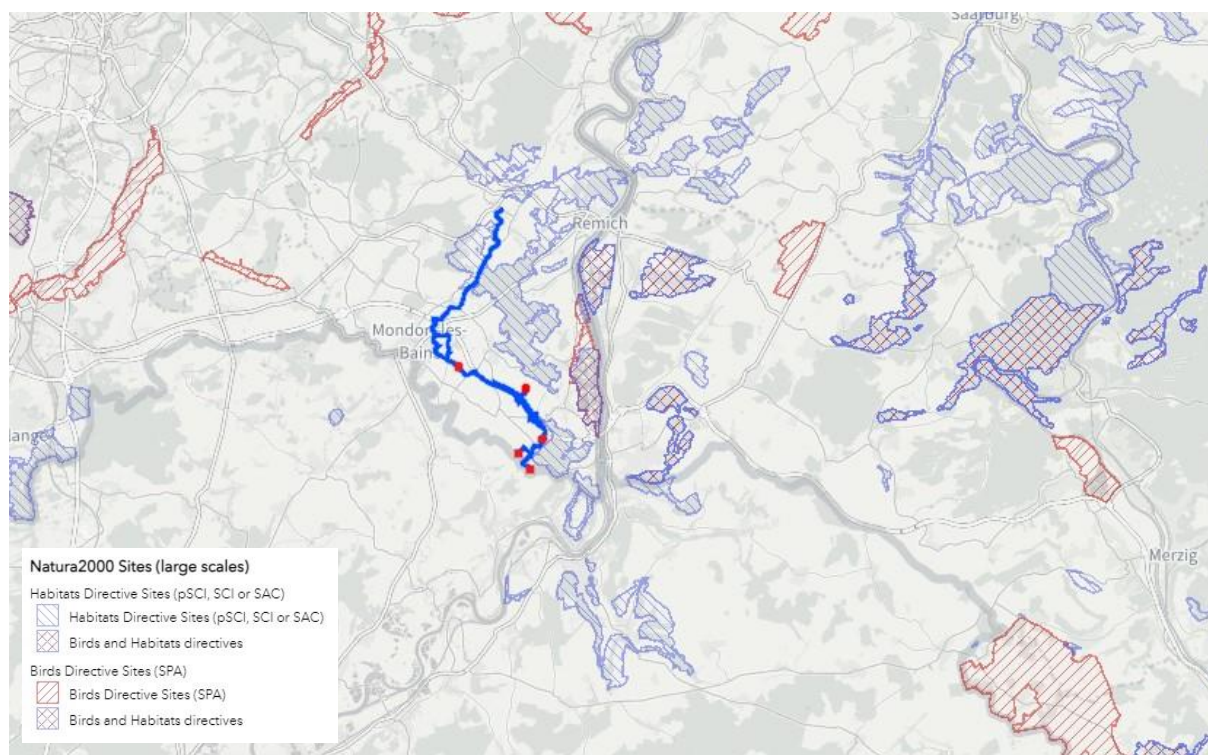 Saarburg
Remich
Mondorf-les-
Bains
lange
Merzig
Natura2000 Sites (large scales)
Habitats Directive Sites (pSCI, SCI or SAC)
Habitats Directive Sites (pSCI, SCI or SAC)
Birds and Habitats directives
Birds Directive Sites (SPA)
Birds Directive Sites (SPA)
Birds and Habitats directives